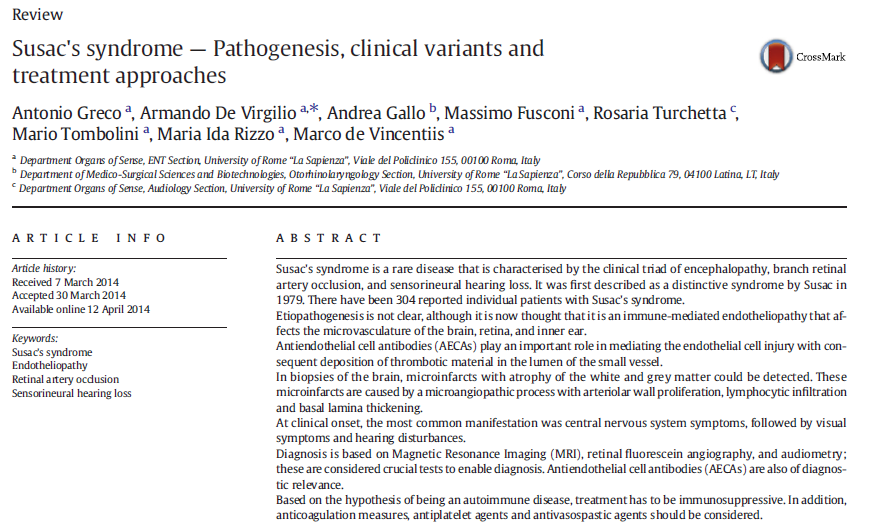 Review
Susac's syndrome — Pathogenesis, clinical variants and
treatment approaches
CrossMark
Antonio Greco a, Armando De Virgilio a,*, Andrea Gallo b, Massimo Fusconi a, Rosaria Turchetta c,
Mario Tombolini a, Maria Ida Rizzo a, Marco de Vincentiis a
a Department Organs of Sense, ENT Section, University of Rome "La Sapienza", Viale del Policlinico 155, 00100 Roma, Italy
b Department of Medico-Surgical Sciences and Biotechnologies, Otorhinolaryngology Section, University of Rome "La Sapienza", Corso della Repubblica 79, 04100 Latina, LT, Italy
c Department Organs of Sense, Audiology Section, University of Rome "La Sapienza", Viale del Policlinico 155, 00100 Roma, Italy
ARTICLE INFO
Article history:
Received 7 March 2014
Accepted 30 March 2014
Available online 12 April 2014
Keywords:
Susac's syndrome
Endotheliopathy
Retinal artery occlusion
Sensorineural hearing loss
ABSTRACT
Susac's syndrome is a rare disease that is characterised by the clinical triad of encephalopathy, branch retinal
artery occlusion, and sensorineural hearing loss. It was first described as a distinctive syndrome by Susac in
1979. There have been 304 reported individual patients with Susac's syndrome.
Etiopathogenesis is not clear, although it is now thought that it is an immune-mediated endotheliopathy that af-
fects the microvasculature of the brain, retina, and inner ear.
Antiendothelial cell antibodies (AECAs) play an important role in mediating the endothelial cell injury with con-
sequent deposition of thrombotic material in the lumen of the small vessel.
In biopsies of the brain, microinfarcts with atrophy of the white and grey matter could be detected. These
microinfarcts are caused by a microangiopathic process with arteriolar wall proliferation, lymphocytic infiltration
and basal lamina thickening.
At clinical onset, the most common manifestation was central nervous system symptoms, followed by visual
symptoms and hearing disturbances.
Diagnosis is based on Magnetic Resonance Imaging (MRI), retinal fluorescein angiography, and audiometry;
these are considered crucial tests to enable diagnosis. Antiendothelial cell antibodies (AECAs) are also of diagnos-
tic relevance.
Based on the hypothesis of being an autoimmune disease, treatment has to be immunosuppressive. In addition,
anticoagulation measures, antiplatelet agents and antivasospastic agents should be considered.